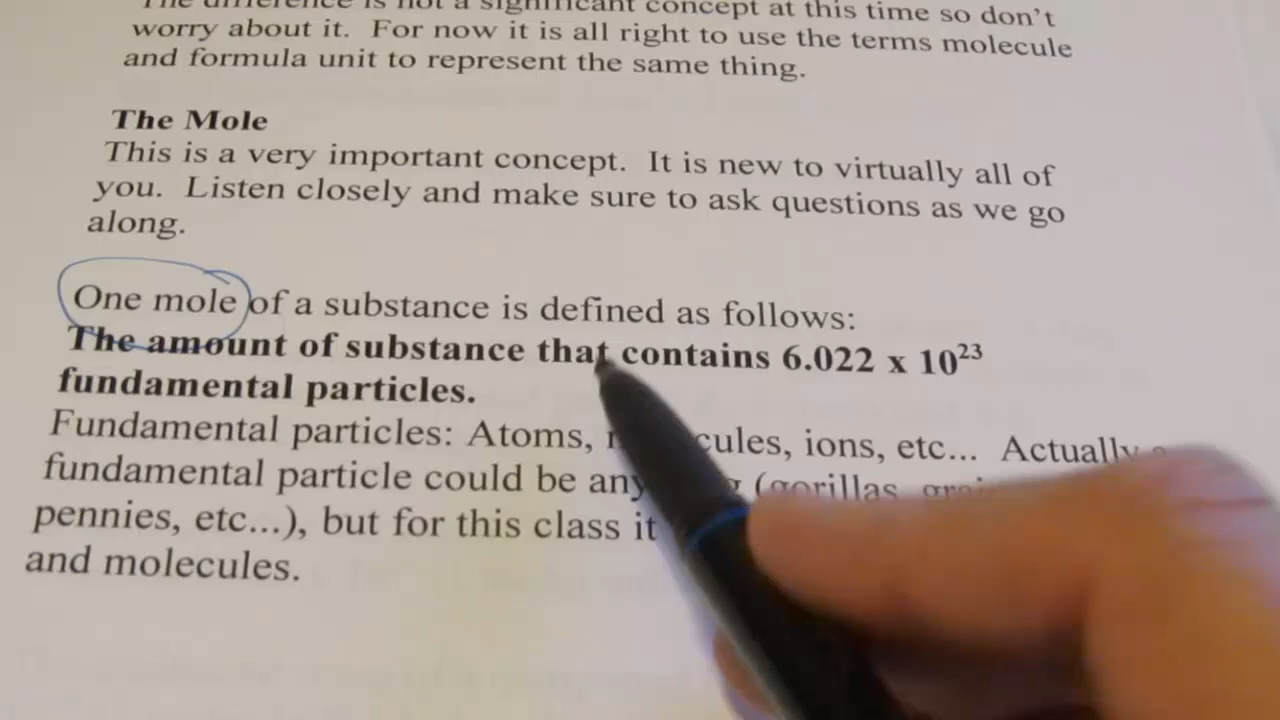 The difference is not a significant concept at this time so don't
worry about it. For now it is all right to use the terms molecule
and formula unit to represent the same thing.
The Mole
This is a very important concept. It is new to virtually all of
you. Listen closely and make sure to ask questions as we go
along.
One mole of a substance is defined as follows:
The amount of substance that contains 6.022 x 10²³
fundamental particles.
Fundamental particles: Atoms, ions, etc... Actually
fundamental particle could be (gorillas,
pennies, etc...), but for this class it
and molecules.